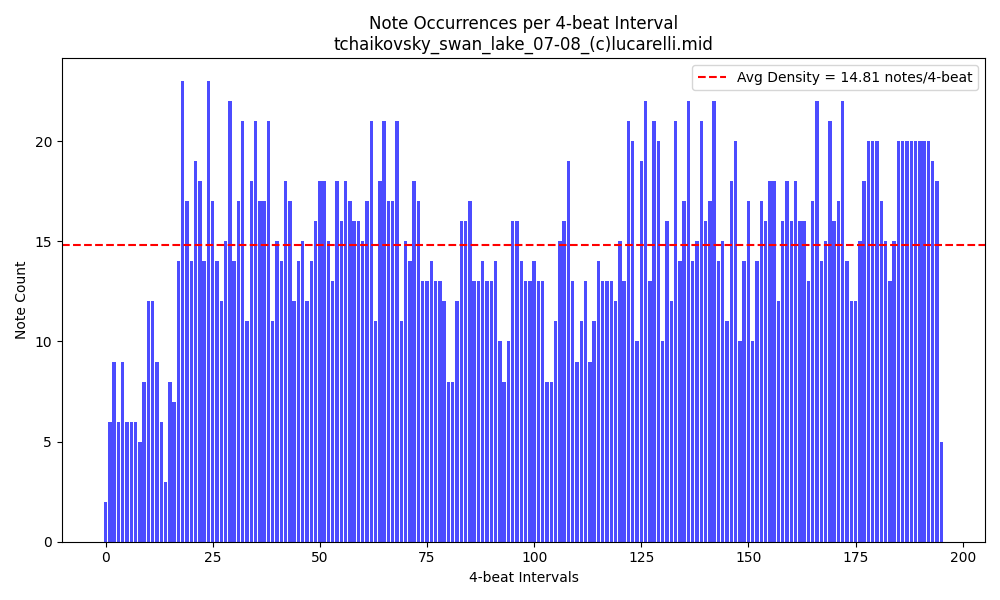 Note Occurrences per 4-beat Interval
tchaikovsky_swan_lake_07-08_(c)lucarelli.mid
Avg Density = 14.81 notes/4-beat
Note Count
20
15
10
5
0
0 25 50 75 100 125 150 175 200
4-beat Intervals